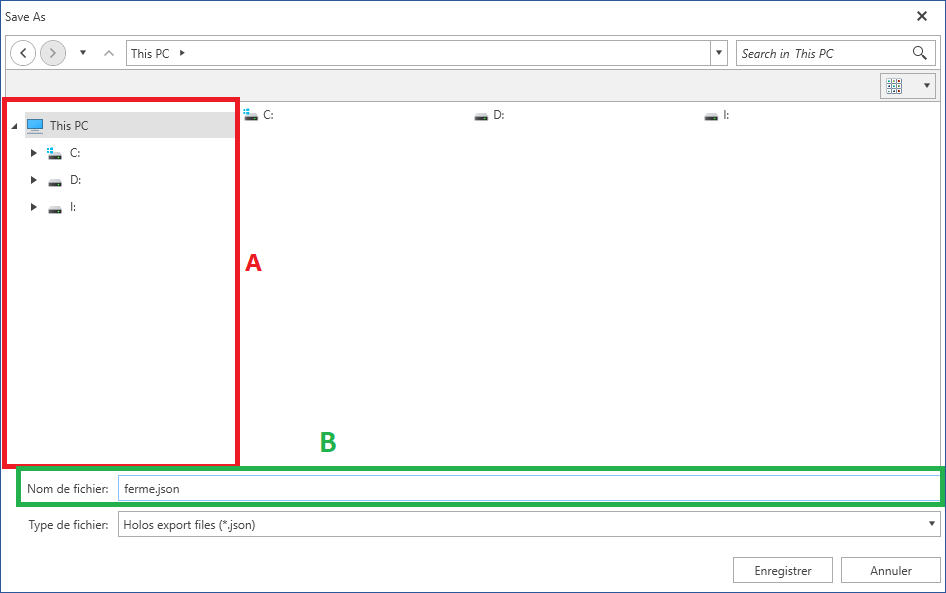 Save As
This PC
Search in This PC
This PC
C:
D:
I:
C:
D:
I:
A
B
Nom de fichier: ferme.json
Type de fichier: Holos export files (*.json)
Enregistrer
Annuler